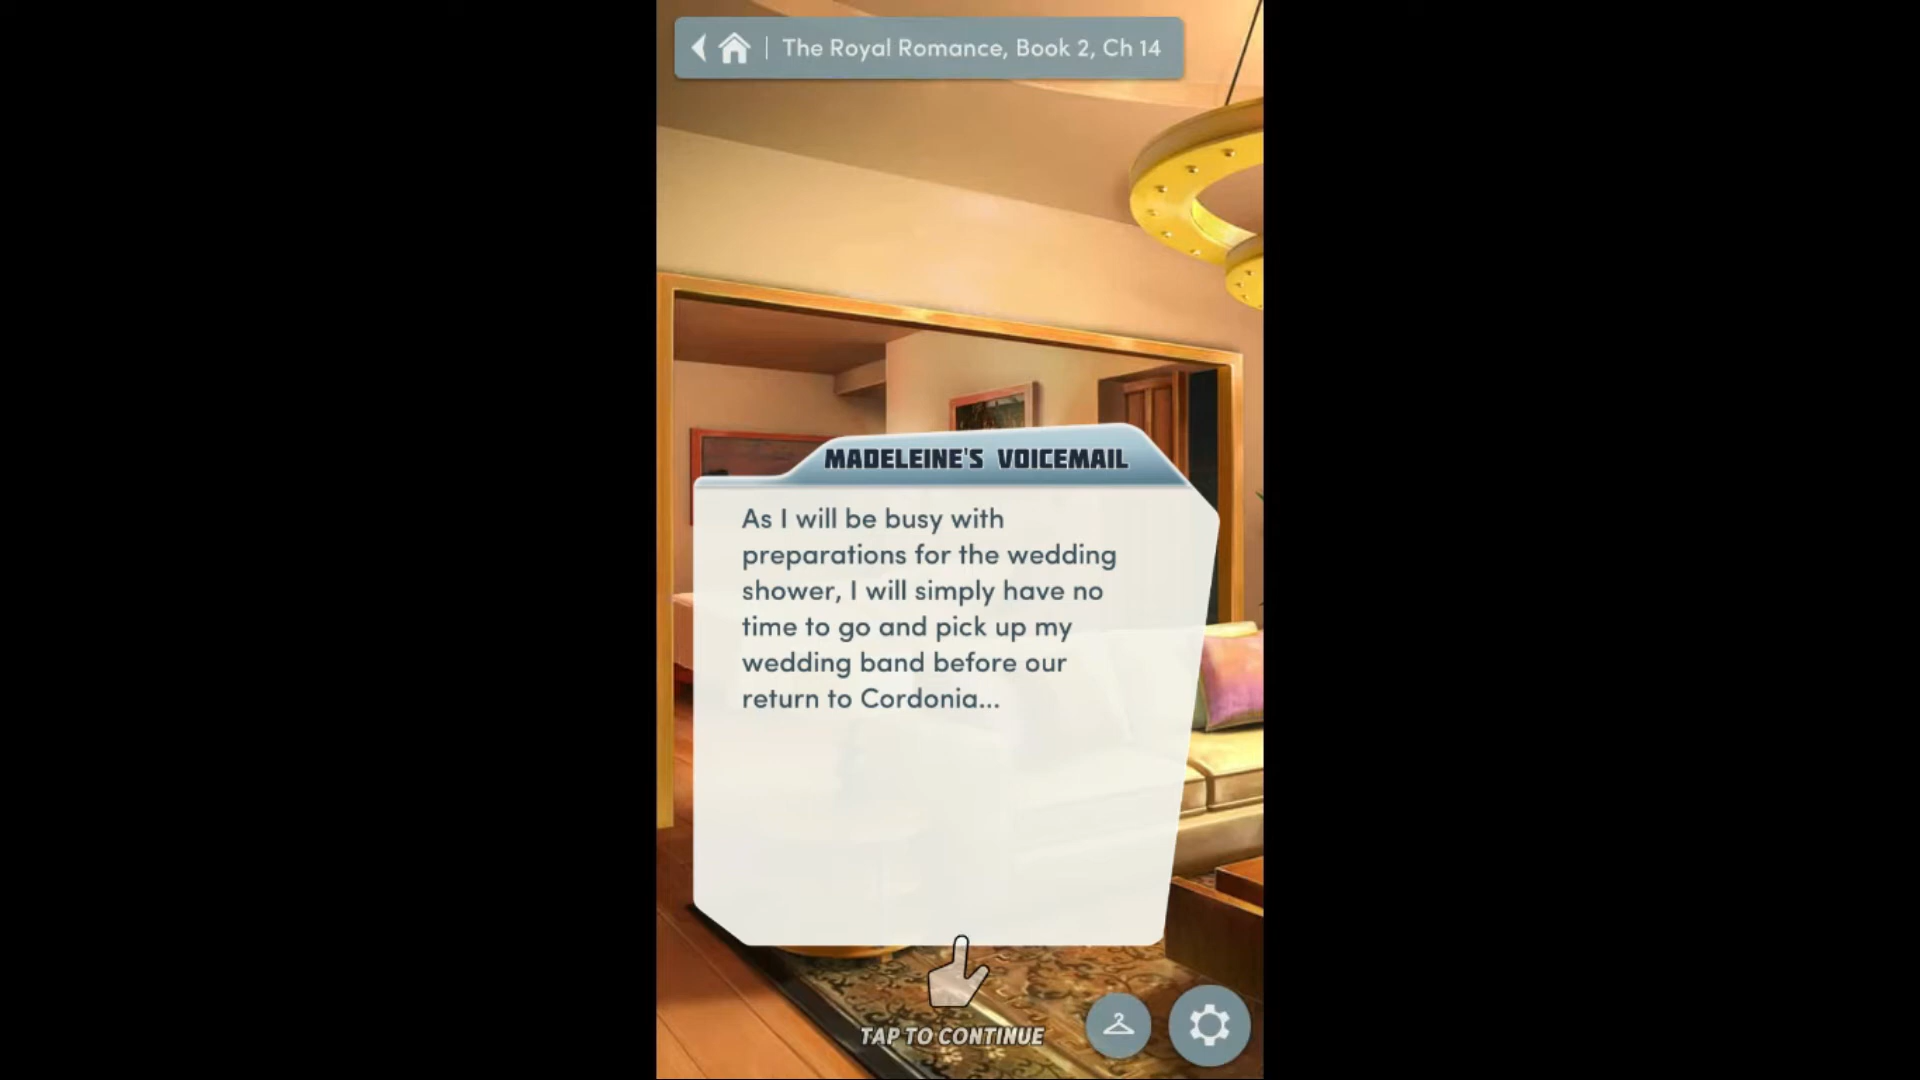 The Royal Romance, Book 2, Ch 14
MADELEINE'S VOICEMAIL
As I will be busy with
preparations for the wedding
shower, I will simply have no
time to go and pick up my
wedding band before our
return to Cordonia...
TAP TO CONTINUE